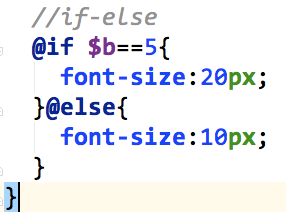 //if-else
@if $b==5{
font-size:20px;
}@else{
font-size:10px;
}
}